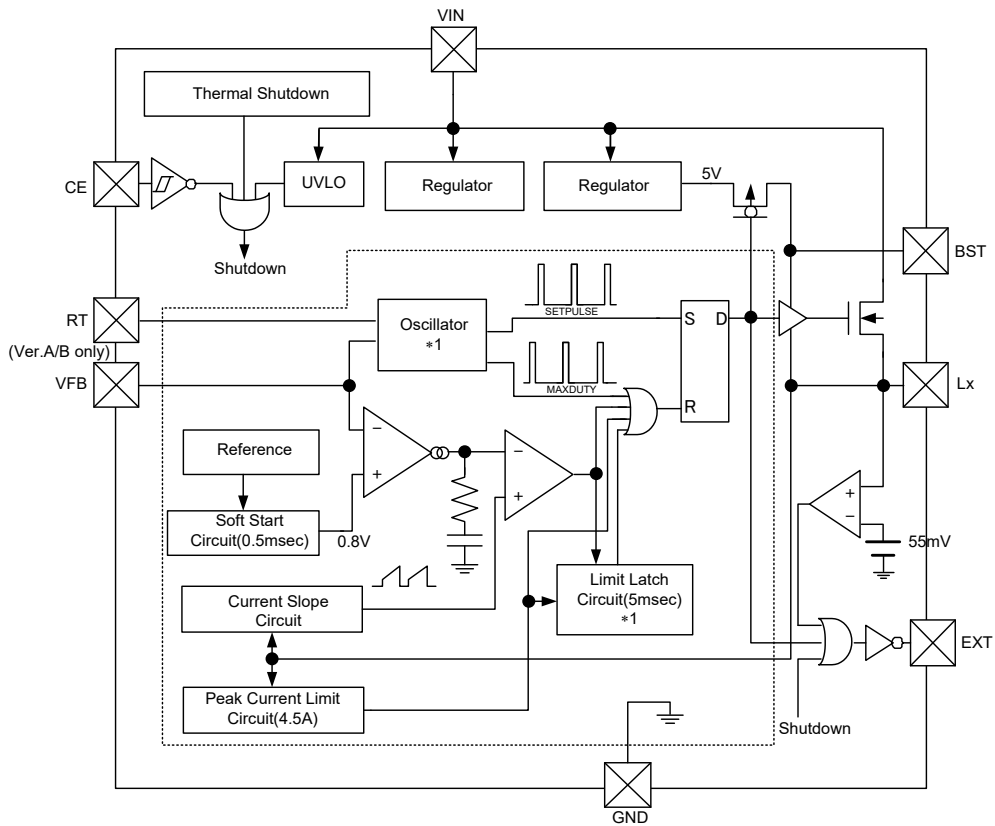 VIN
Thermal Shutdown
CE
UVLO
Regulator
Regulator
5V
Shutdown
BST
RT
(Ver.A/B only)
VFB
Oscillator
*1
SETPULSE
MAXDUTY
S D
R
Lx
Reference
Soft Start
Circuit(0.5msec)
0.8V
−
+
−
+
+
−
55mV
Current Slope
Circuit
Limit Latch
Circuit(5msec)
*1
Peak Current Limit
Circuit(4.5A)
EXT
Shutdown
GND